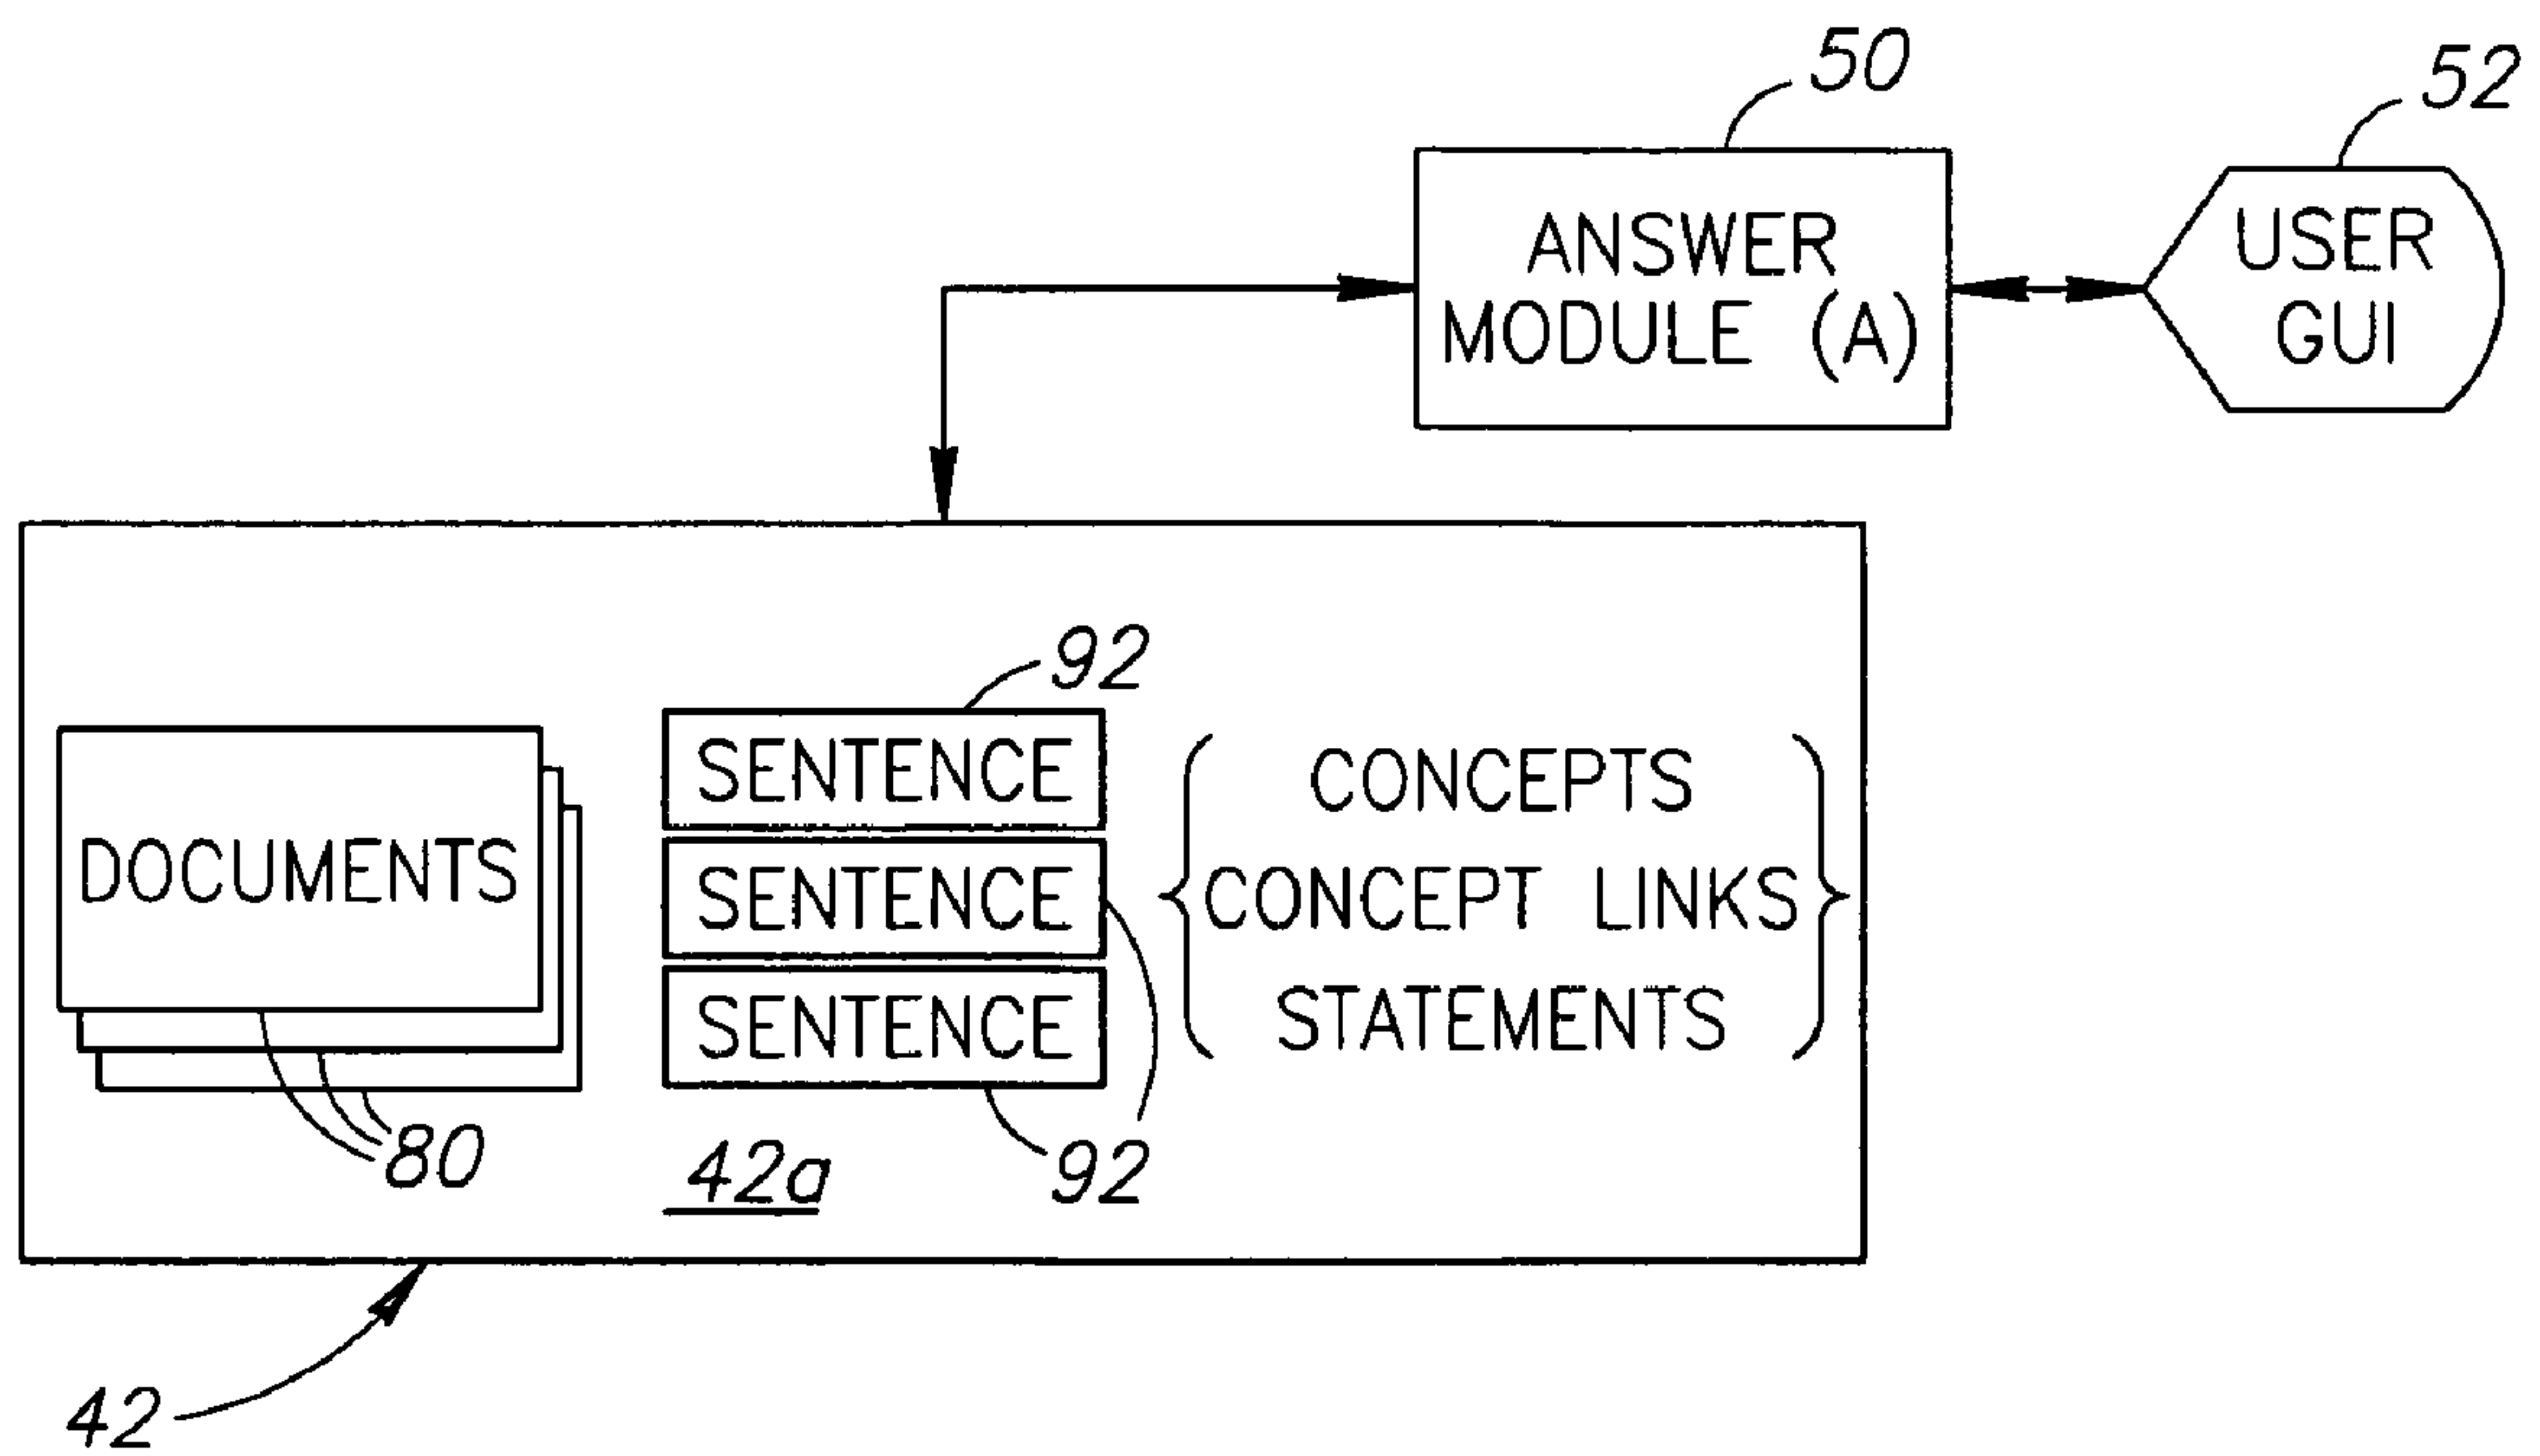 50
52
ANSWER
MODULE (A)
USER
GUI
92
SENTENCE
SENTENCE
SENTENCE
CONCEPTS
CONCEPT LINKS
STATEMENTS
DOCUMENTS
80
42a
92
42